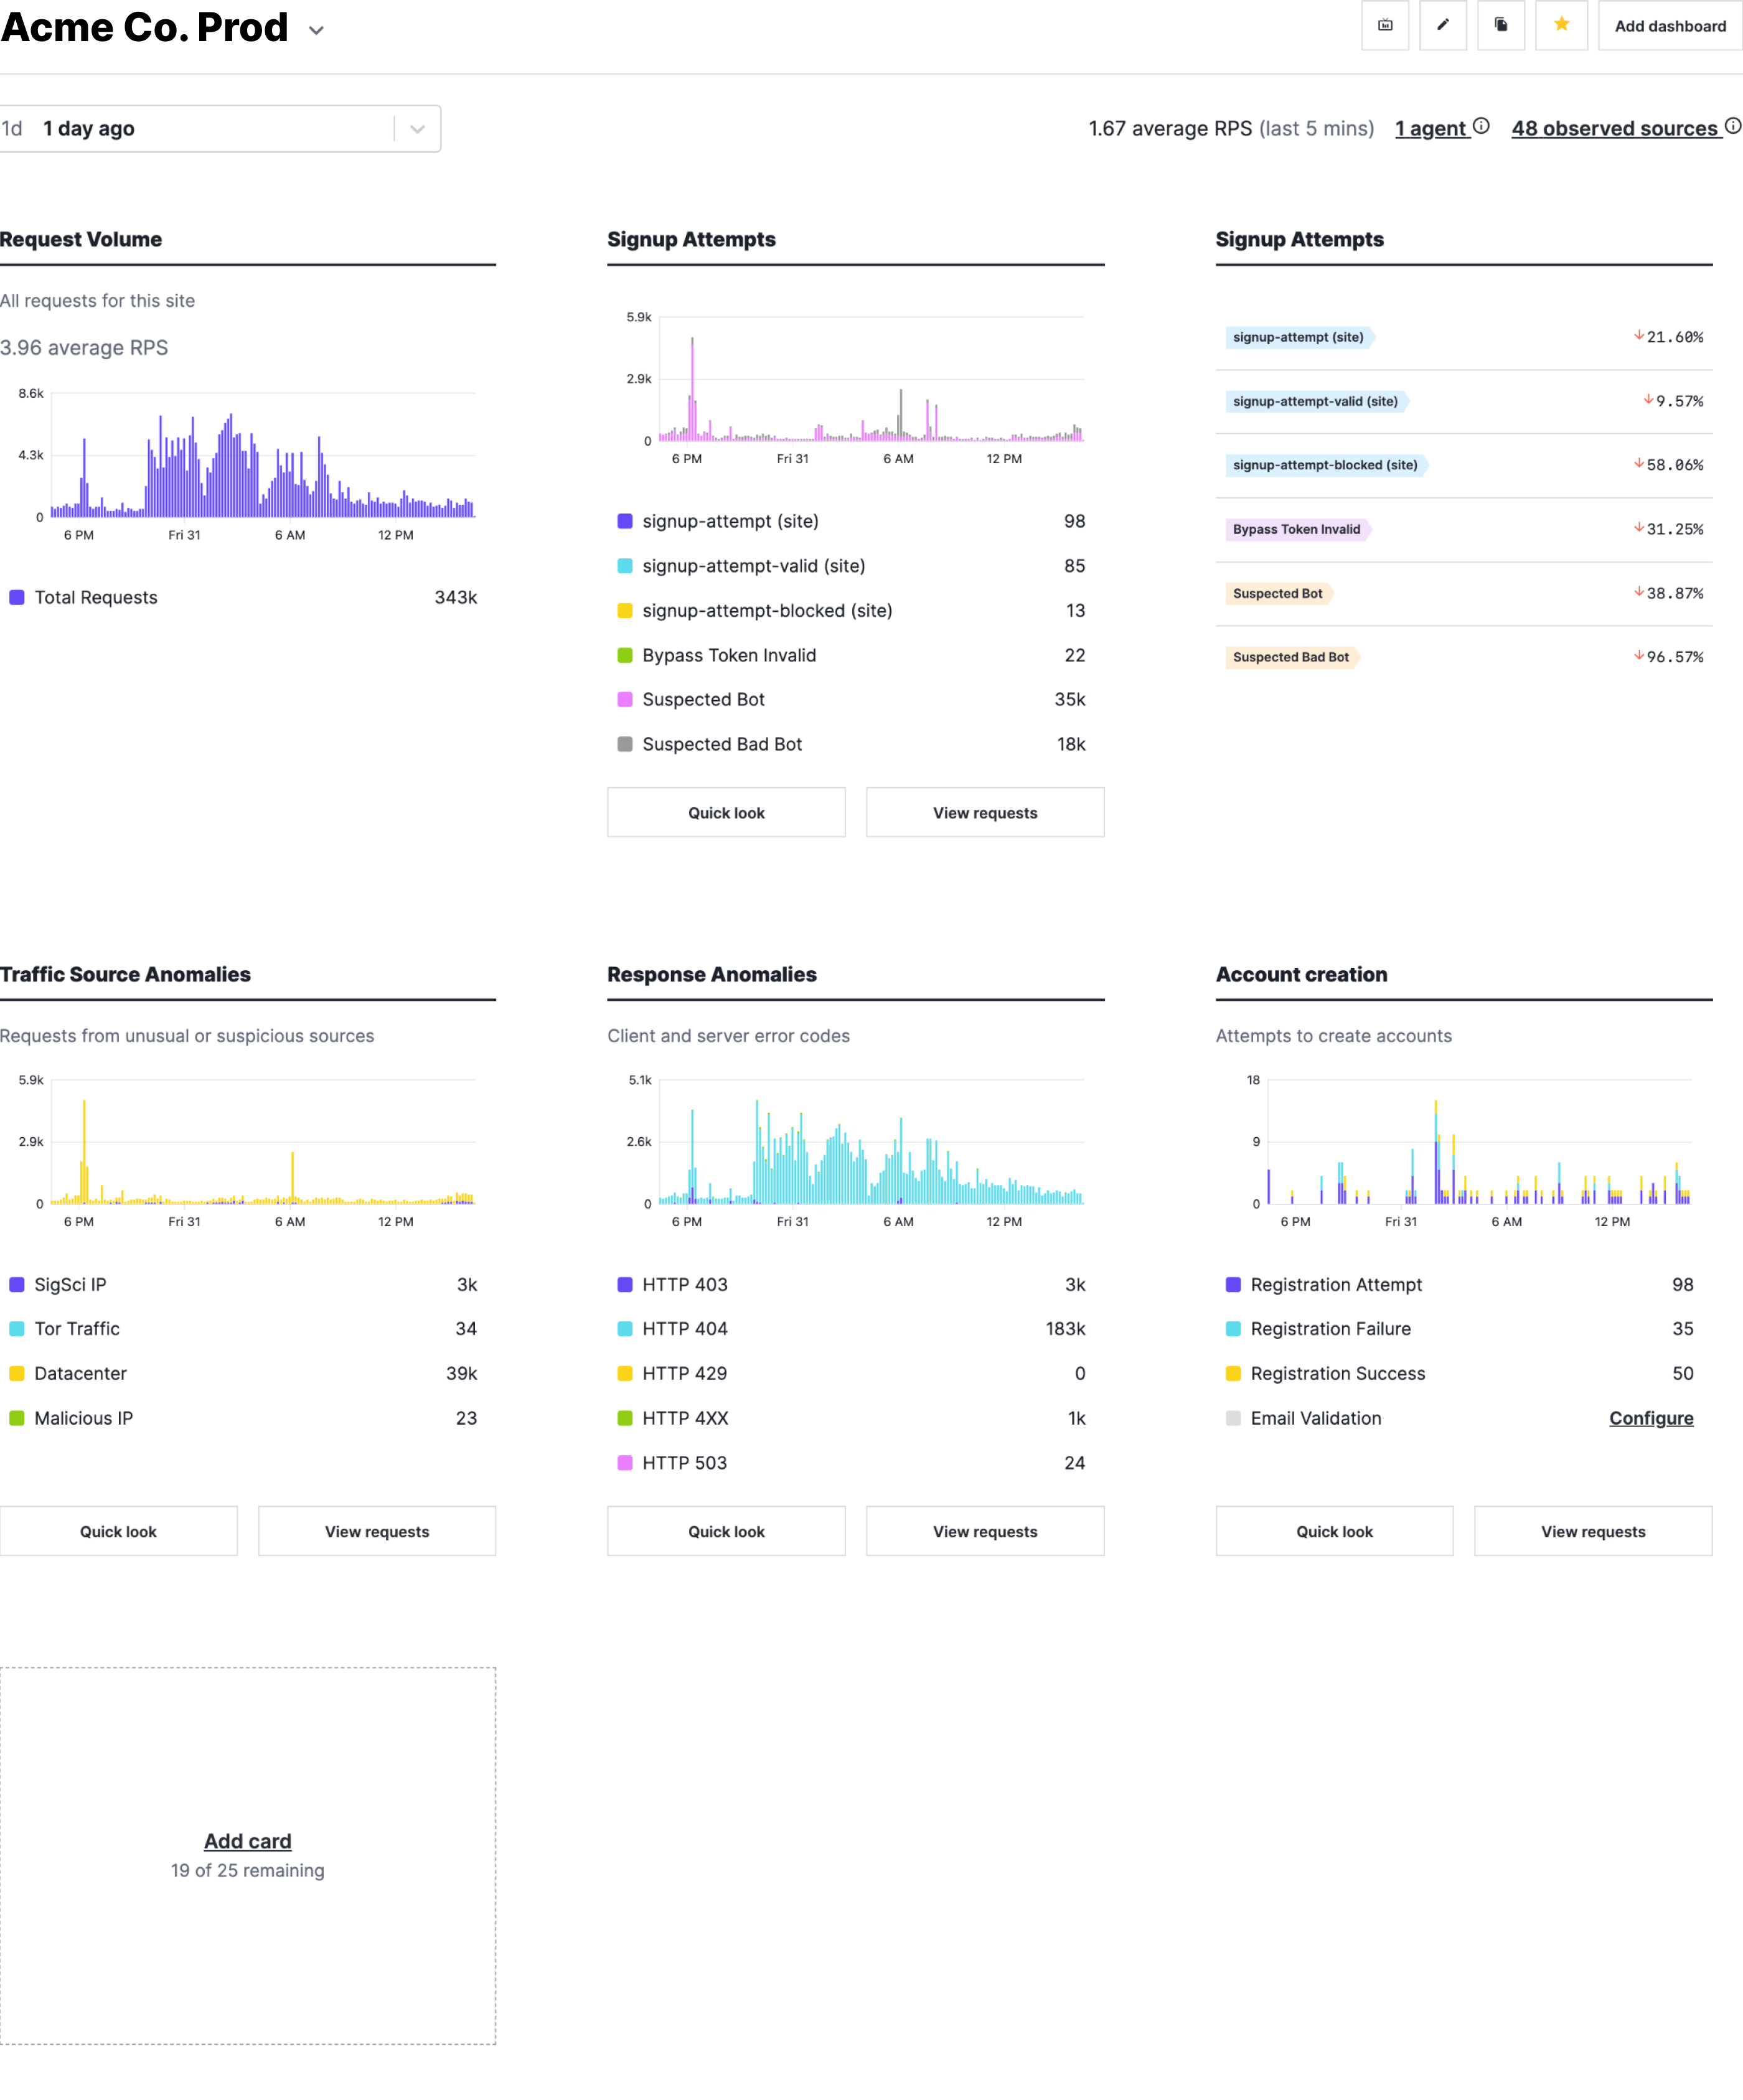 Acme Co. Prod
Add dashboard
1d 1 day ago
1.67 average RPS (last 5 mins) 1 agent 48 observed sources
Request Volume
All requests for this site
3.96 average RPS
8.6k
4.3k
0
6 PM Fri 31 6 AM 12 PM
Total Requests 343k
Signup Attempts
5.9k
2.9k
0
6 PM Fri 31 6 AM 12 PM
signup-attempt (site) 98
signup-attempt-valid (site) 85
signup-attempt-blocked (site) 13
Bypass Token Invalid 22
Suspected Bot 35k
Suspected Bad Bot 18k
Quick look View requests
Signup Attempts
signup-attempt (site) ↓21.60%
signup-attempt-valid (site) ↓9.57%
signup-attempt-blocked (site) ↓58.06%
Bypass Token Invalid ↓31.25%
Suspected Bot ↓38.87%
Suspected Bad Bot ↓96.57%
Traffic Source Anomalies
Requests from unusual or suspicious sources
5.9k
2.9k
0
6 PM Fri 31 6 AM 12 PM
SigSci IP 3k
Tor Traffic 34
Datacenter 39k
Malicious IP 23
Quick look View requests
Response Anomalies
Client and server error codes
5.1k
2.6k
0
6 PM Fri 31 6 AM 12 PM
HTTP 403 3k
HTTP 404 183k
HTTP 429 0
HTTP 4XX 1k
HTTP 503 24
Quick look View requests
Account creation
Attempts to create accounts
18
9
0
6 PM Fri 31 6 AM 12 PM
Registration Attempt 98
Registration Failure 35
Registration Success 50
Email Validation Configure
Quick look View requests
Add card
19 of 25 remaining